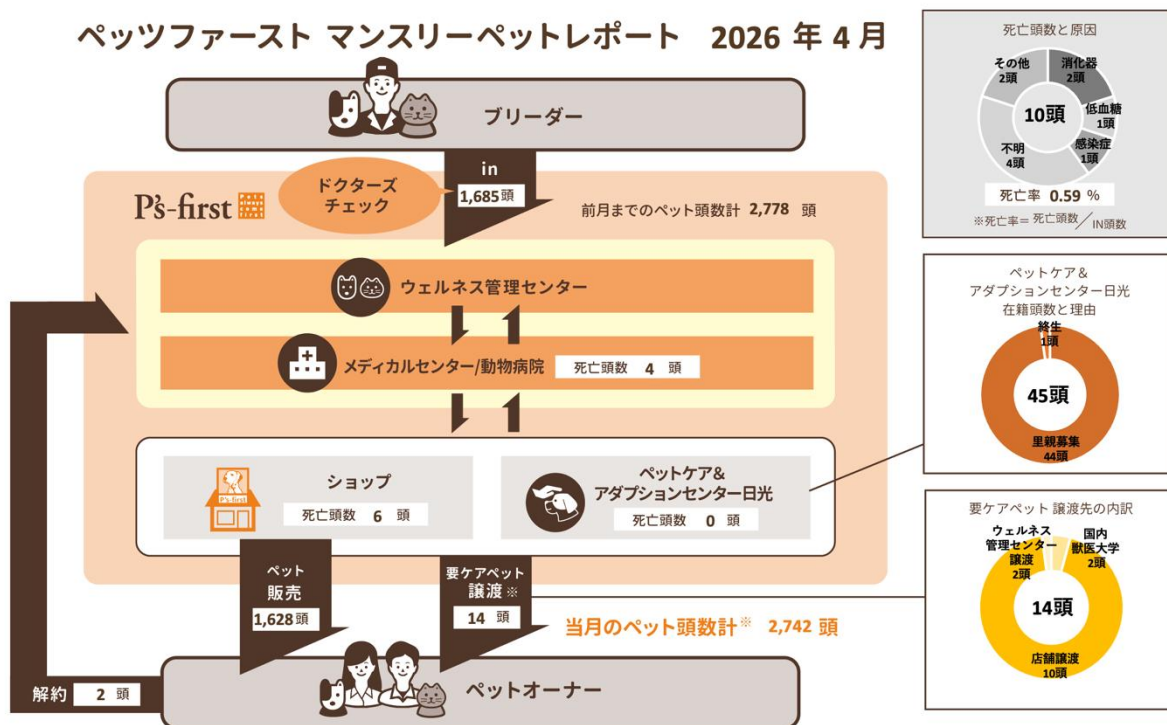 ペッツファースト マンスリーペットレポート 2026 年 4 月
ブリーダー
in
1,685頭
ドクターズ
チェック
P's-first
前月までのペット頭数計 2,778 頭
ウェルネス管理センター
メディカルセンター/動物病院 死亡頭数 4 頭
ショップ
死亡頭数 6 頭
P's-first
ペットケア&
アダプションセンター日光
死亡頭数 0 頭
ペット
販売
1,628頭
要ケアペット
譲渡※
14 頭
当月のペット頭数計※ 2,742 頭
解約 2 頭
ペットオーナー
死亡頭数と原因
その他
2頭
消化器
2頭
10頭
低血糖
1頭
感染症
1頭
不明
4頭
死亡率 0.59 %
※死亡率＝死亡頭数/IN頭数
ペットケア&
アダプションセンター日光
在籍頭数と理由
終生
1頭
45頭
里親募集
44頭
要ケアペット 譲渡先の内訳
ウェルネス
管理センター
譲渡
2頭
国内
獣医大学
2頭
14頭
店舗譲渡
10頭